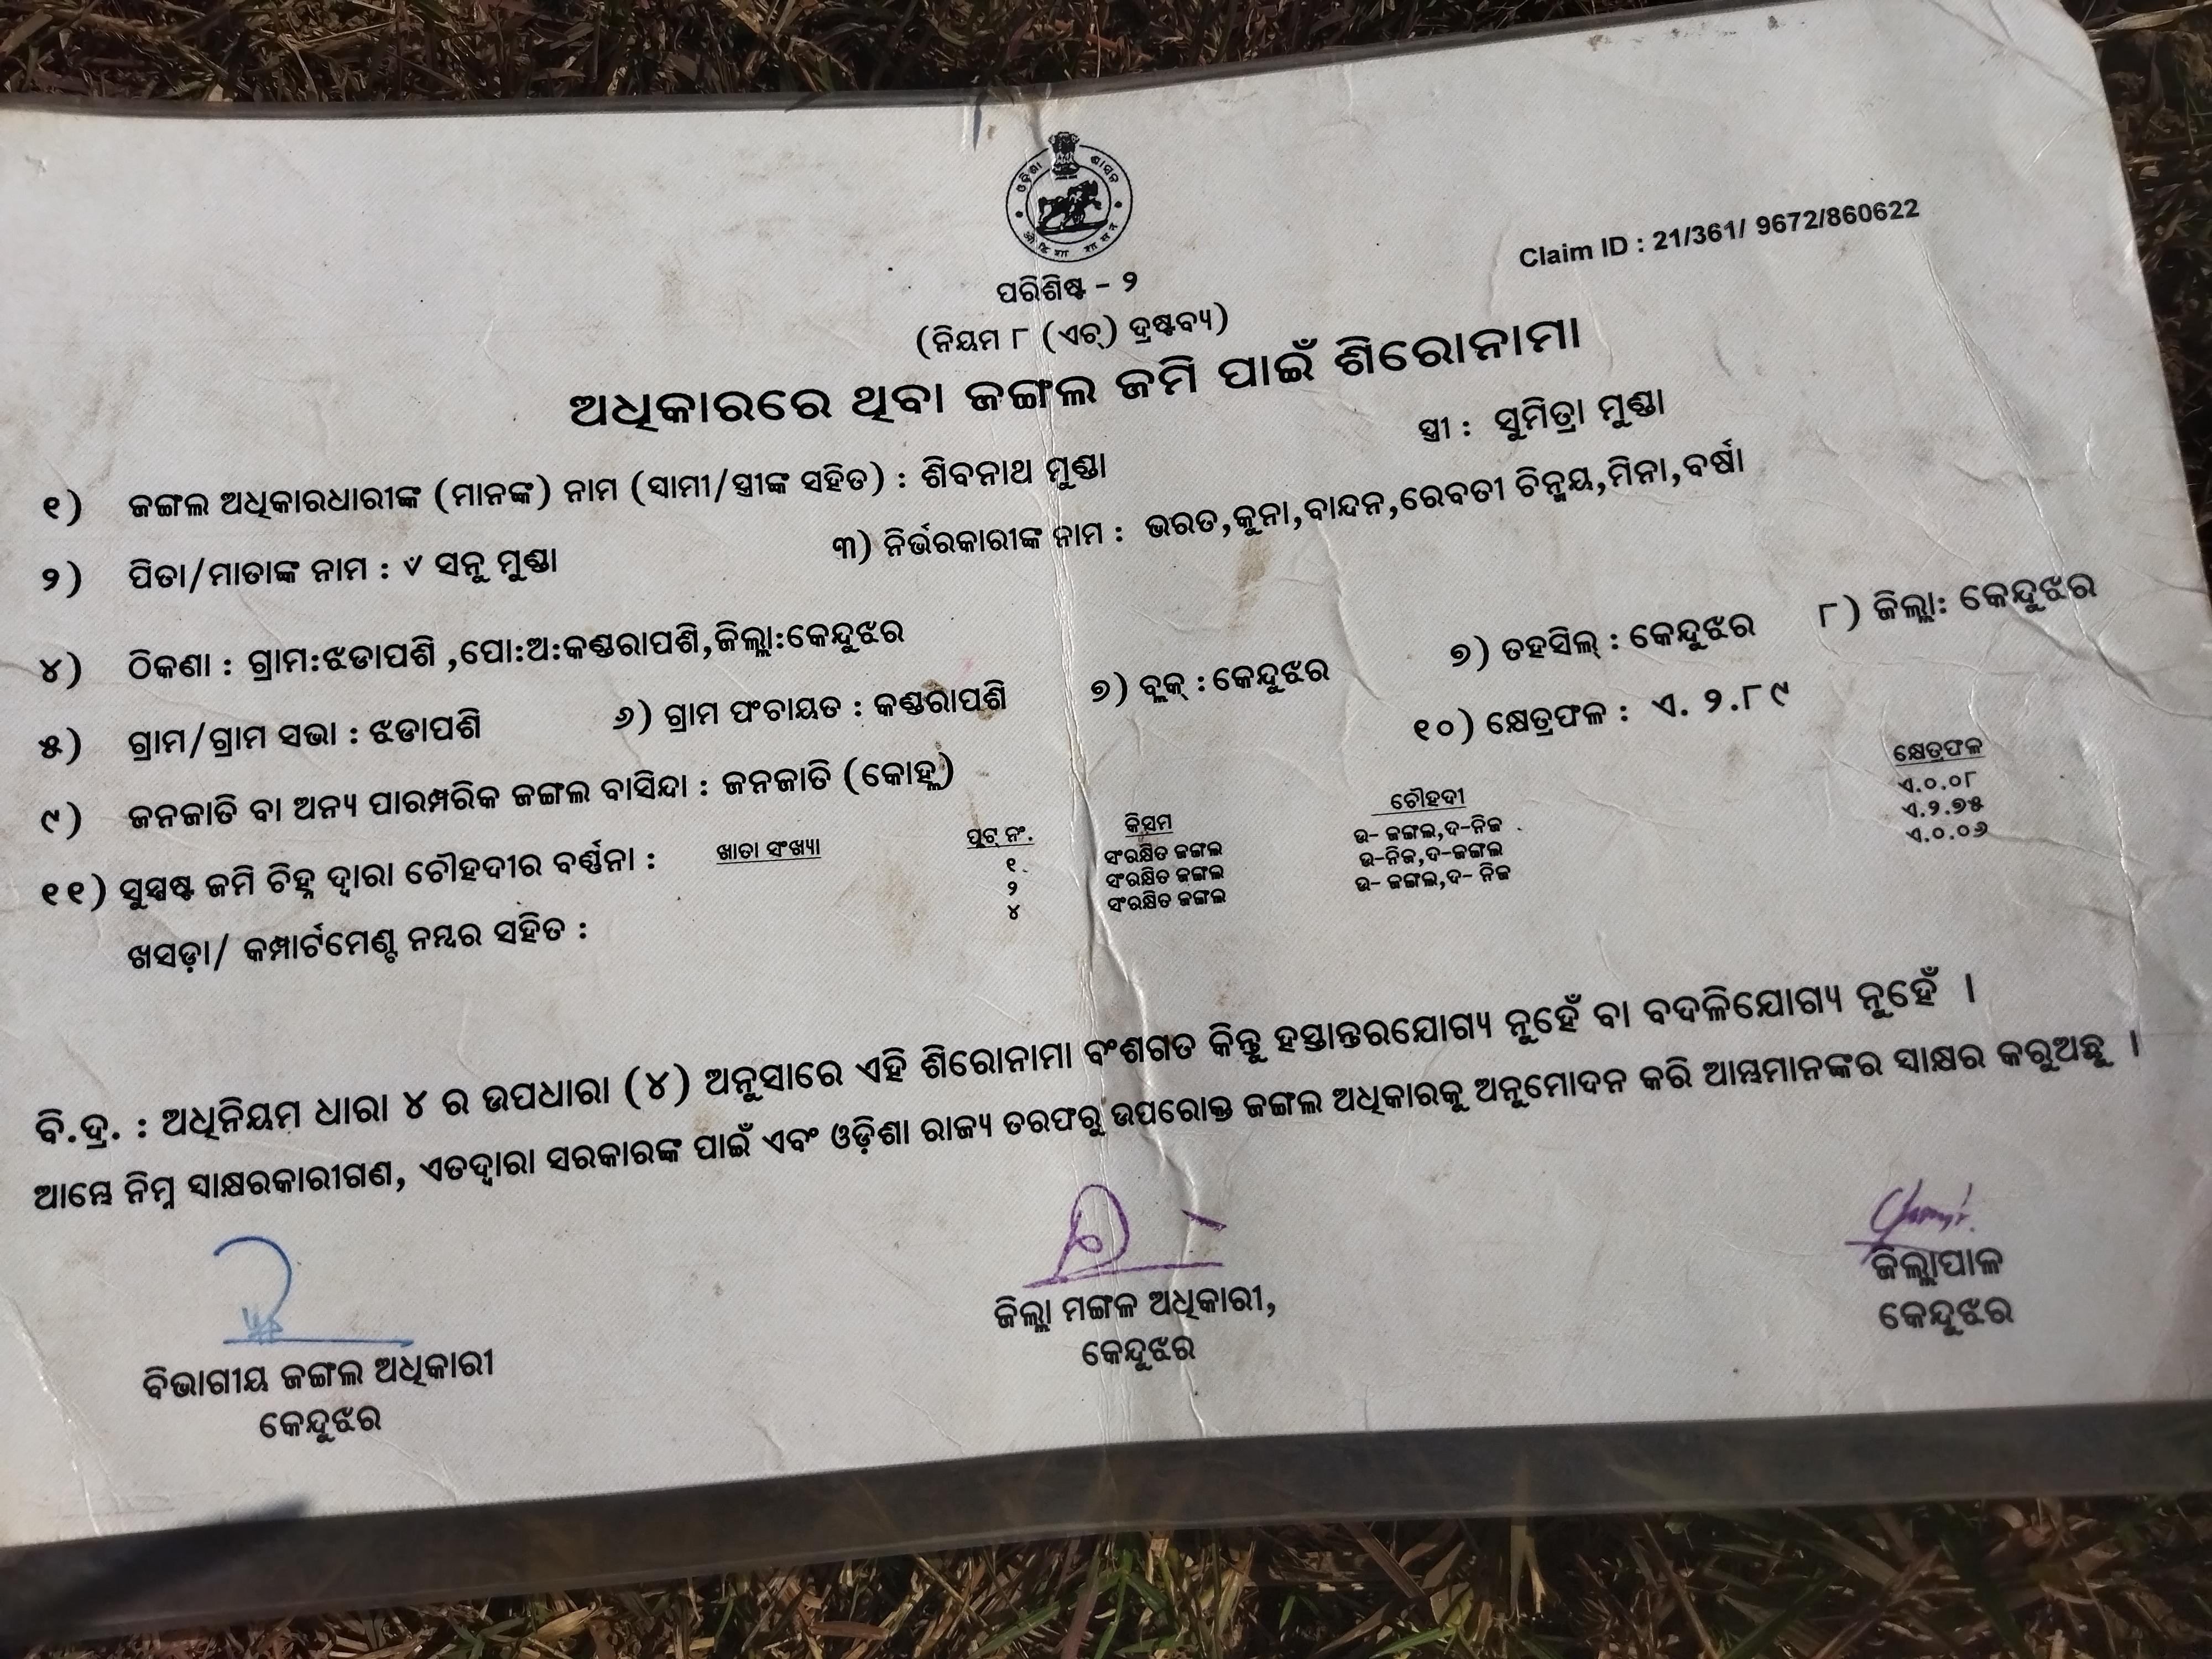 ଓଡ଼ିଶା ଶାସନ
ओड़िशा शासन
Claim ID : 21/361/ 9672/860622
ପରିଶିଷ୍ଟ - ୨
(ନିୟମ ୮ (ଏଚ୍) ଦ୍ରଷ୍ଟବ୍ୟ)
ଅଧିକାରରେ ଥିବା ଜଙ୍ଗଲ ଜମି ପାଇଁ ଶିରୋନାମା
୧) ଜଙ୍ଗଲ ଅଧିକାରଧାରୀଙ୍କ (ମାନଙ୍କ) ନାମ (ସ୍ୱାମୀ/ସ୍ତ୍ରୀଙ୍କ ସହିତ) : ଶିବନାଥ ମୁଣ୍ଡା ସ୍ତ୍ରୀ : ସୁମିତ୍ରା ମୁଣ୍ଡା
୨) ପିତା/ମାତାଙ୍କ ନାମ : ୰ ସନୁ ମୁଣ୍ଡା ୩) ନିର୍ଭରକାରୀଙ୍କ ନାମ : ଭରତ,କୁନା,ବାନ୍ଦନ,ରେବତୀ ଚିନ୍ମୟ,ମିନା,ବର୍ଷା
୪) ଠିକଣା : ଗ୍ରାମ:ଝଡାପଶି ,ପୋ:ଅ:କଣ୍ଡରାପଶି,ଜିଲ୍ଲା:କେନ୍ଦୁଝର
୫) ଗ୍ରାମ/ଗ୍ରାମ ସଭା : ଝଡାପଶି ୬) ଗ୍ରାମ ପଂଚାୟତ : କଣ୍ଡରାପଶି ୭) ବ୍ଲକ୍ : କେନ୍ଦୁଝର ୭) ତହସିଲ୍ : କେନ୍ଦୁଝର ୮) ଜିଲ୍ଲା: କେନ୍ଦୁଝର
୯) ଜନଜାତି ବା ଅନ୍ୟ ପାରମ୍ପରିକ ଜଙ୍ଗଲ ବାସିନ୍ଦା : ଜନଜାତି (କୋହ୍ଲ) ୧୦) କ୍ଷେତ୍ରଫଳ : ଏ. ୨.୮୯
୧୧) ସୁସ୍ପଷ୍ଟ ଜମି ଚିହ୍ନ ଦ୍ୱାରା ଚୌହଦୀର ବର୍ଣ୍ଣନା : ଖାତା ସଂଖ୍ୟା ପ୍ଲଟ୍ ନଂ. କିସମ ଚୌହଦୀ କ୍ଷେତ୍ରଫଳ
୧ ସଂରକ୍ଷିତ ଜଙ୍ଗଲ ଉ- ଜଙ୍ଗଲ,ଦ-ନିଜ ଏ.୦.୦୮
୨ ସଂରକ୍ଷିତ ଜଙ୍ଗଲ ଉ-ନିଜ,ଦ-ଜଙ୍ଗଲ ଏ.୨.୭୫
୪ ସଂରକ୍ଷିତ ଜଙ୍ଗଲ ଉ- ଜଙ୍ଗଲ,ଦ- ନିଜ ଏ.୦.୦୬
ଖସଡ଼ା/ କମ୍ପାର୍ଟମେଣ୍ଟ ନମ୍ବର ସହିତ :
ବି.ଦ୍ର. : ଅଧିନିୟମ ଧାରା ୪ ର ଉପଧାରା (୪) ଅନୁସାରେ ଏହି ଶିରୋନାମା ବଂଶଗତ କିନ୍ତୁ ହସ୍ତାନ୍ତରଯୋଗ୍ୟ ନୁହେଁ ବା ବଦଳିଯୋଗ୍ୟ ନୁହେଁ ।
ଆମ୍ଭେ ନିମ୍ନ ସ୍ୱାକ୍ଷରକାରୀଗଣ, ଏତଦ୍ୱାରା ସରକାରଙ୍କ ପାଇଁ ଏବଂ ଓଡ଼ିଶା ରାଜ୍ୟ ତରଫରୁ ଉପରୋକ୍ତ ଜଙ୍ଗଲ ଅଧିକାରକୁ ଅନୁମୋଦନ କରି ଆମ୍ଭମାନଙ୍କର ସ୍ୱାକ୍ଷର କରୁଅଛୁ ।
ବିଭାଗୀୟ ଜଙ୍ଗଲ ଅଧିକାରୀ
କେନ୍ଦୁଝର
ଜିଲ୍ଲା ମଙ୍ଗଳ ଅଧିକାରୀ,
କେନ୍ଦୁଝର
ଜିଲ୍ଲାପାଳ
କେନ୍ଦୁଝର